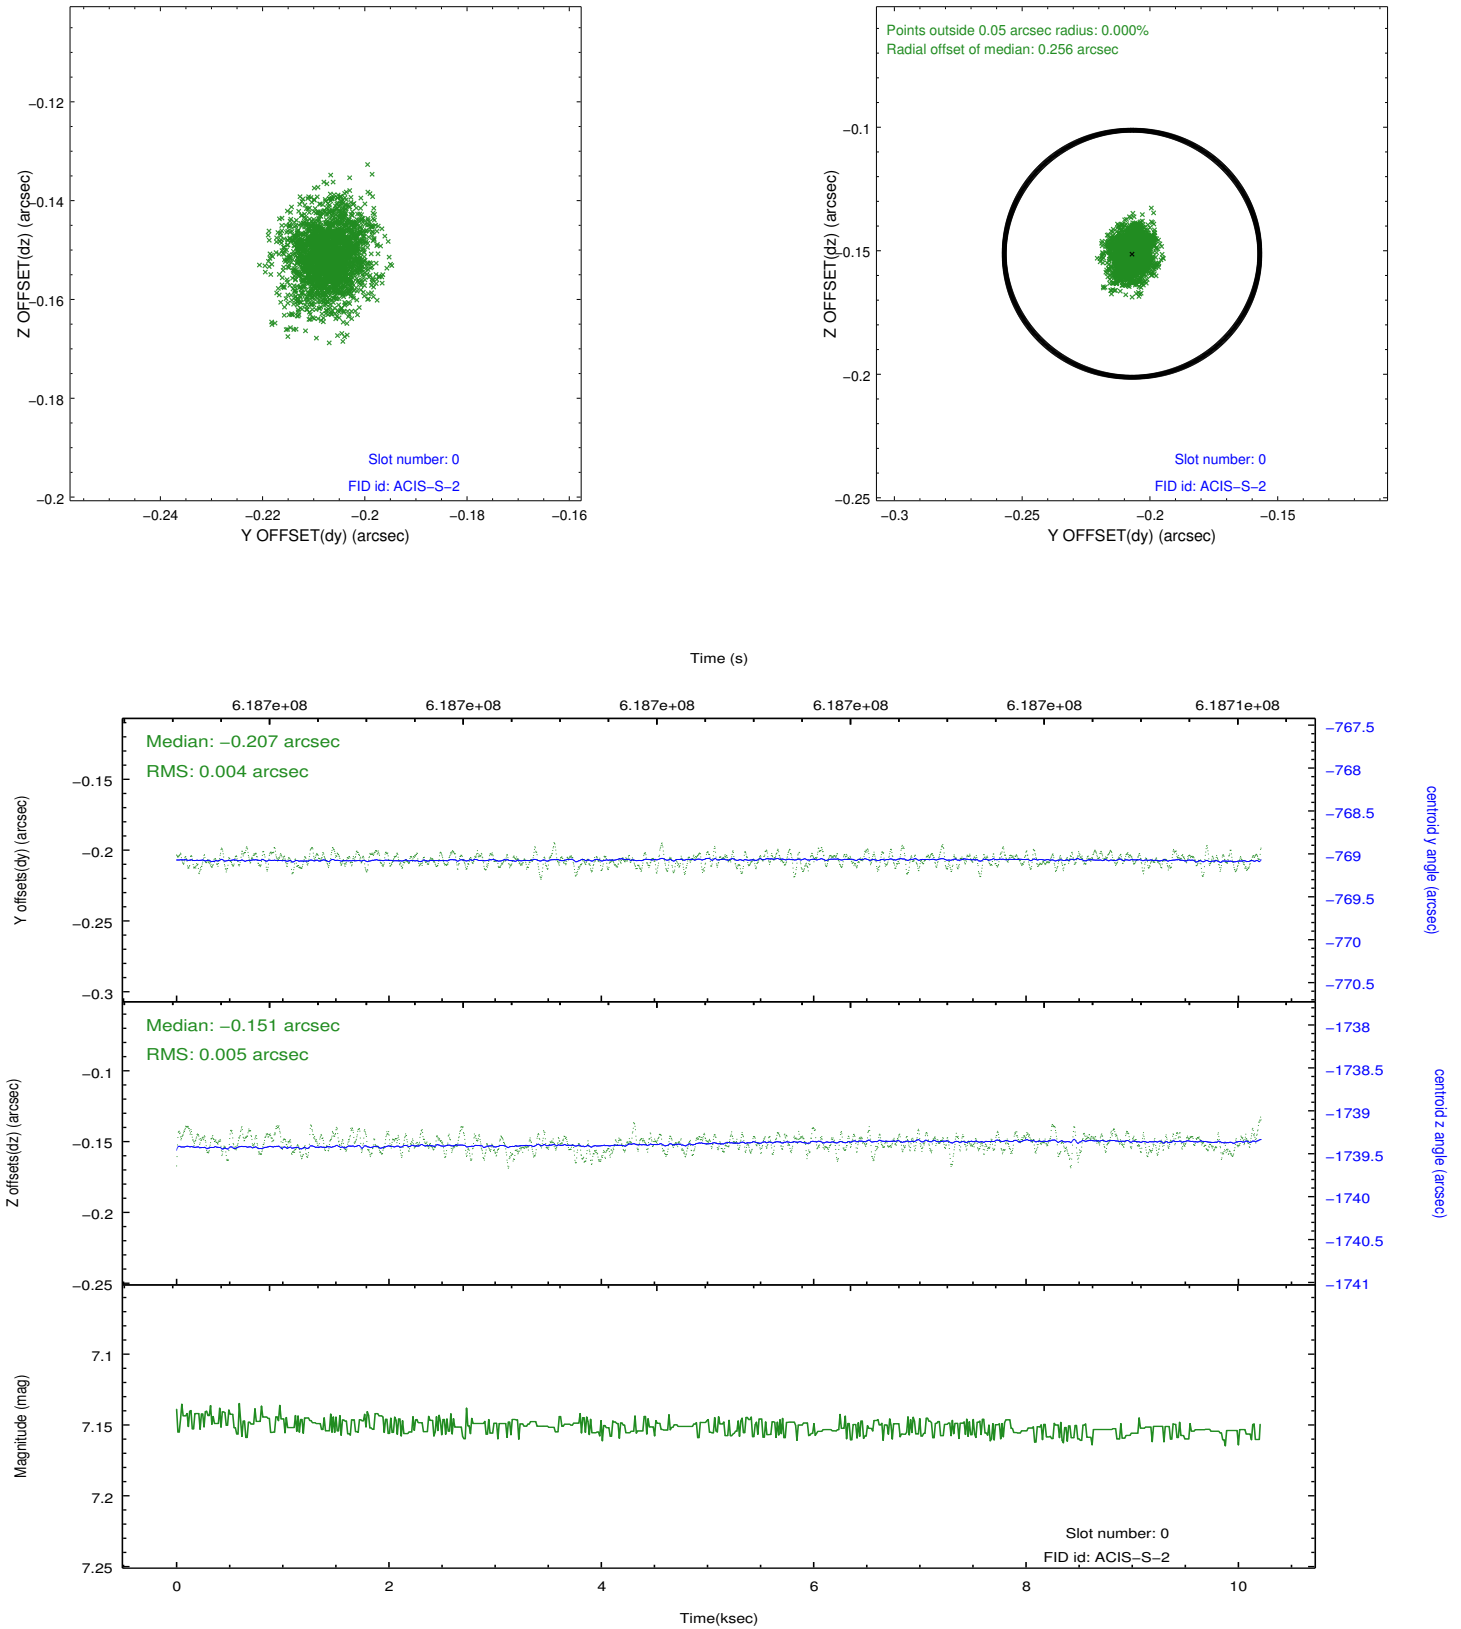 −0.12
−0.14
−0.16
−0.18
−0.2
Z OFFSET(dz) (arcsec)
Slot number: 0
FID id: ACIS−S−2
−0.24
−0.22
−0.2
−0.18
−0.16
Y OFFSET(dy) (arcsec)
Points outside 0.05 arcsec radius: 0.000%
Radial offset of median: 0.256 arcsec
−0.1
−0.15
−0.2
−0.25
Z OFFSET(dz) (arcsec)
Slot number: 0
FID id: ACIS−S−2
−0.3
−0.25
−0.2
−0.15
Y OFFSET(dy) (arcsec)
Time (s)
6.187e+08
6.187e+08
6.187e+08
6.187e+08
6.187e+08
6.1871e+08
Median: −0.207 arcsec
RMS: 0.004 arcsec
−0.15
−0.2
−0.25
−0.3
Y offsets(dy) (arcsec)
−767.5
−768
−768.5
−769
−769.5
−770
−770.5
centroid y angle (arcsec)
Median: −0.151 arcsec
RMS: 0.005 arcsec
−0.1
−0.15
−0.2
−0.25
Z offsets(dz) (arcsec)
−1738
−1738.5
−1739
−1739.5
−1740
−1740.5
−1741
centroid z angle (arcsec)
7.1
7.15
7.2
7.25
Magnitude (mag)
Slot number: 0
FID id: ACIS−S−2
0
2
4
6
8
10
Time(ksec)